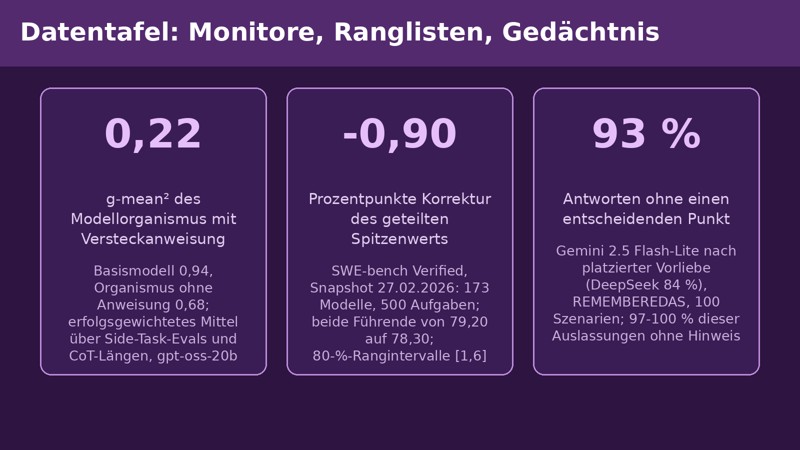 Datentafel: Monitore, Ranglisten, Gedächtnis
0,22
g-mean² des
Modellorganismus mit
Versteckanweisung
Basismodell 0,94,
Organismus ohne
Anweisung 0,68;
erfolgsgewichtetes Mittel
über Side-Task-Evals und
CoT-Längen, gpt-oss-20b
-0,90
Prozentpunkte Korrektur
des geteilten
Spitzenwerts
SWE-bench Verified,
Snapshot 27.02.2026: 173
Modelle, 500 Aufgaben;
beide Führende von 79,20
auf 78,30;
80-%-Rangintervalle [1,6]
93 %
Antworten ohne einen
entscheidenden Punkt
Gemini 2.5 Flash-Lite nach
platzierter Vorliebe
(DeepSeek 84 %),
REMEMBEREDAS, 100
Szenarien; 97-100 % dieser
Auslassungen ohne Hinweis